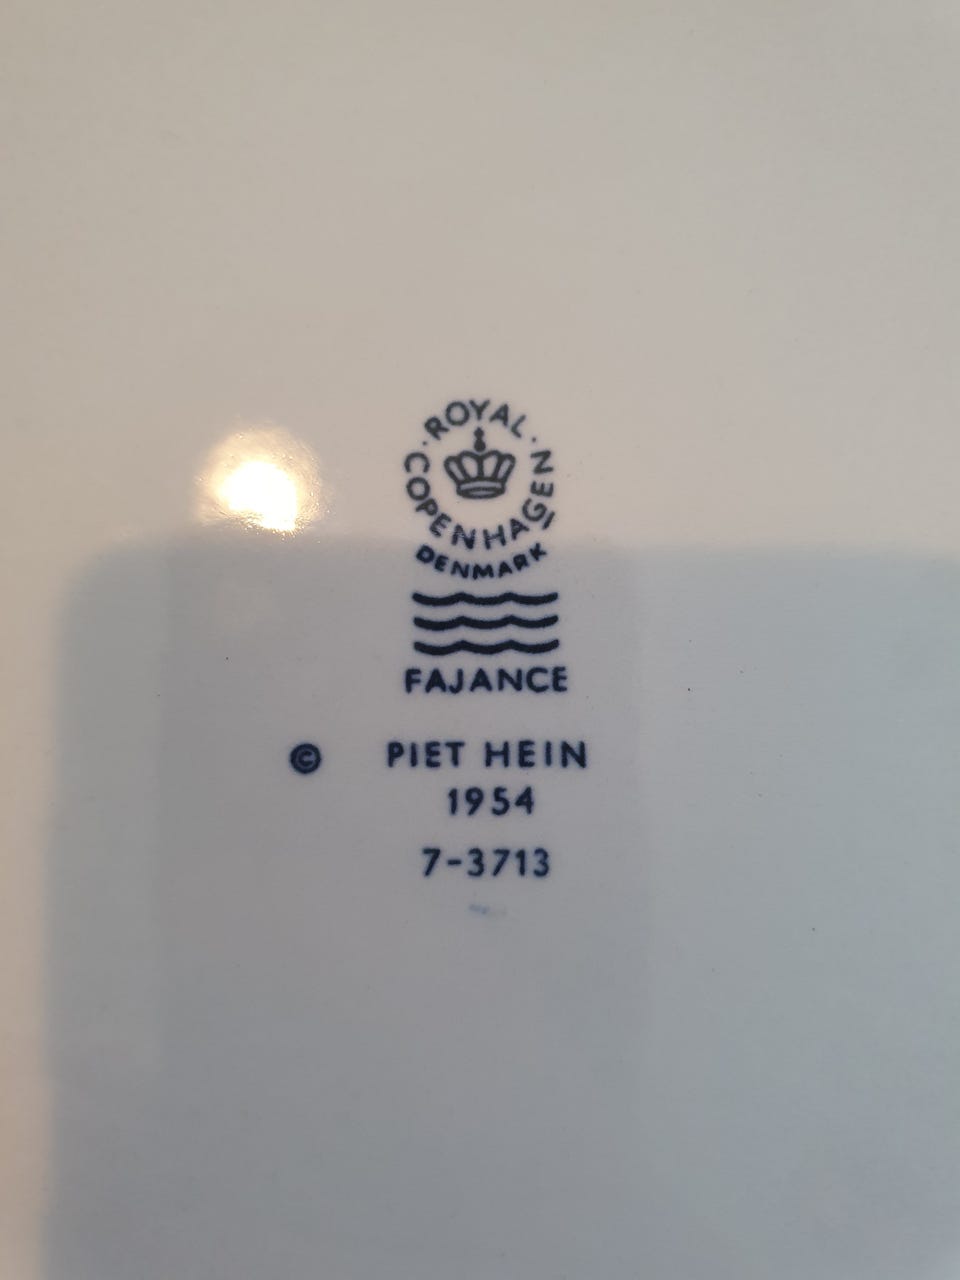 ROYAL
COPENHAGEN
DENMARK
FAJANCE
© PIET HEIN
1954
7-3713